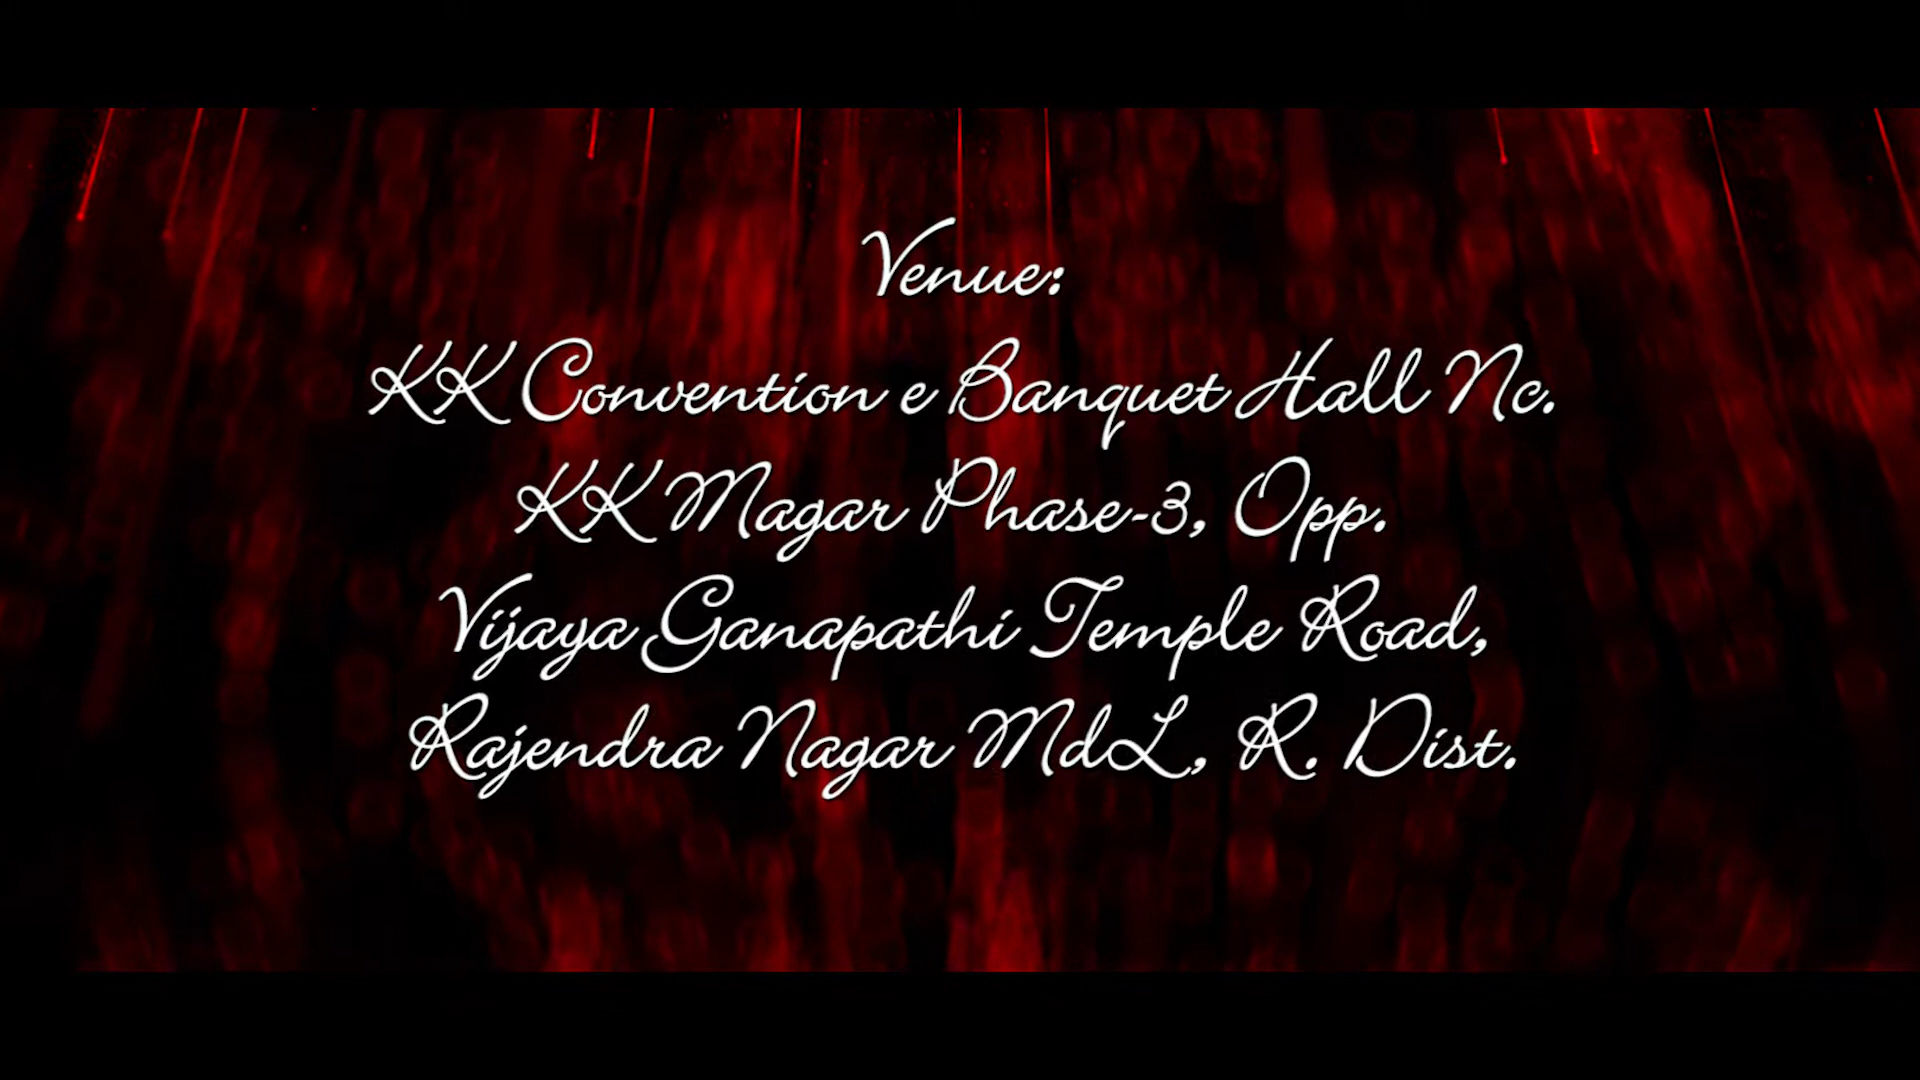 Venue:
KK Convention e Banquet Hall Nc.
KK Magar Phase-3, Opp.
Vijaya Ganapathi Temple Road,
Rajendra Nagar MdL, R. Dist.